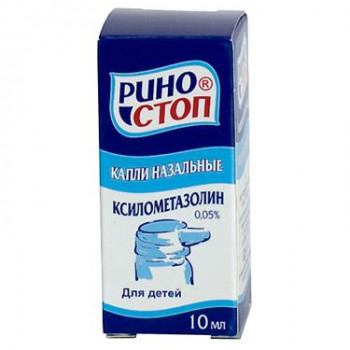 РИНО®
СТОП
КАПЛИ НАЗАЛЬНЫЕ
КСИЛОМЕТАЗОЛИН
0,05%
Для детей
10 мл